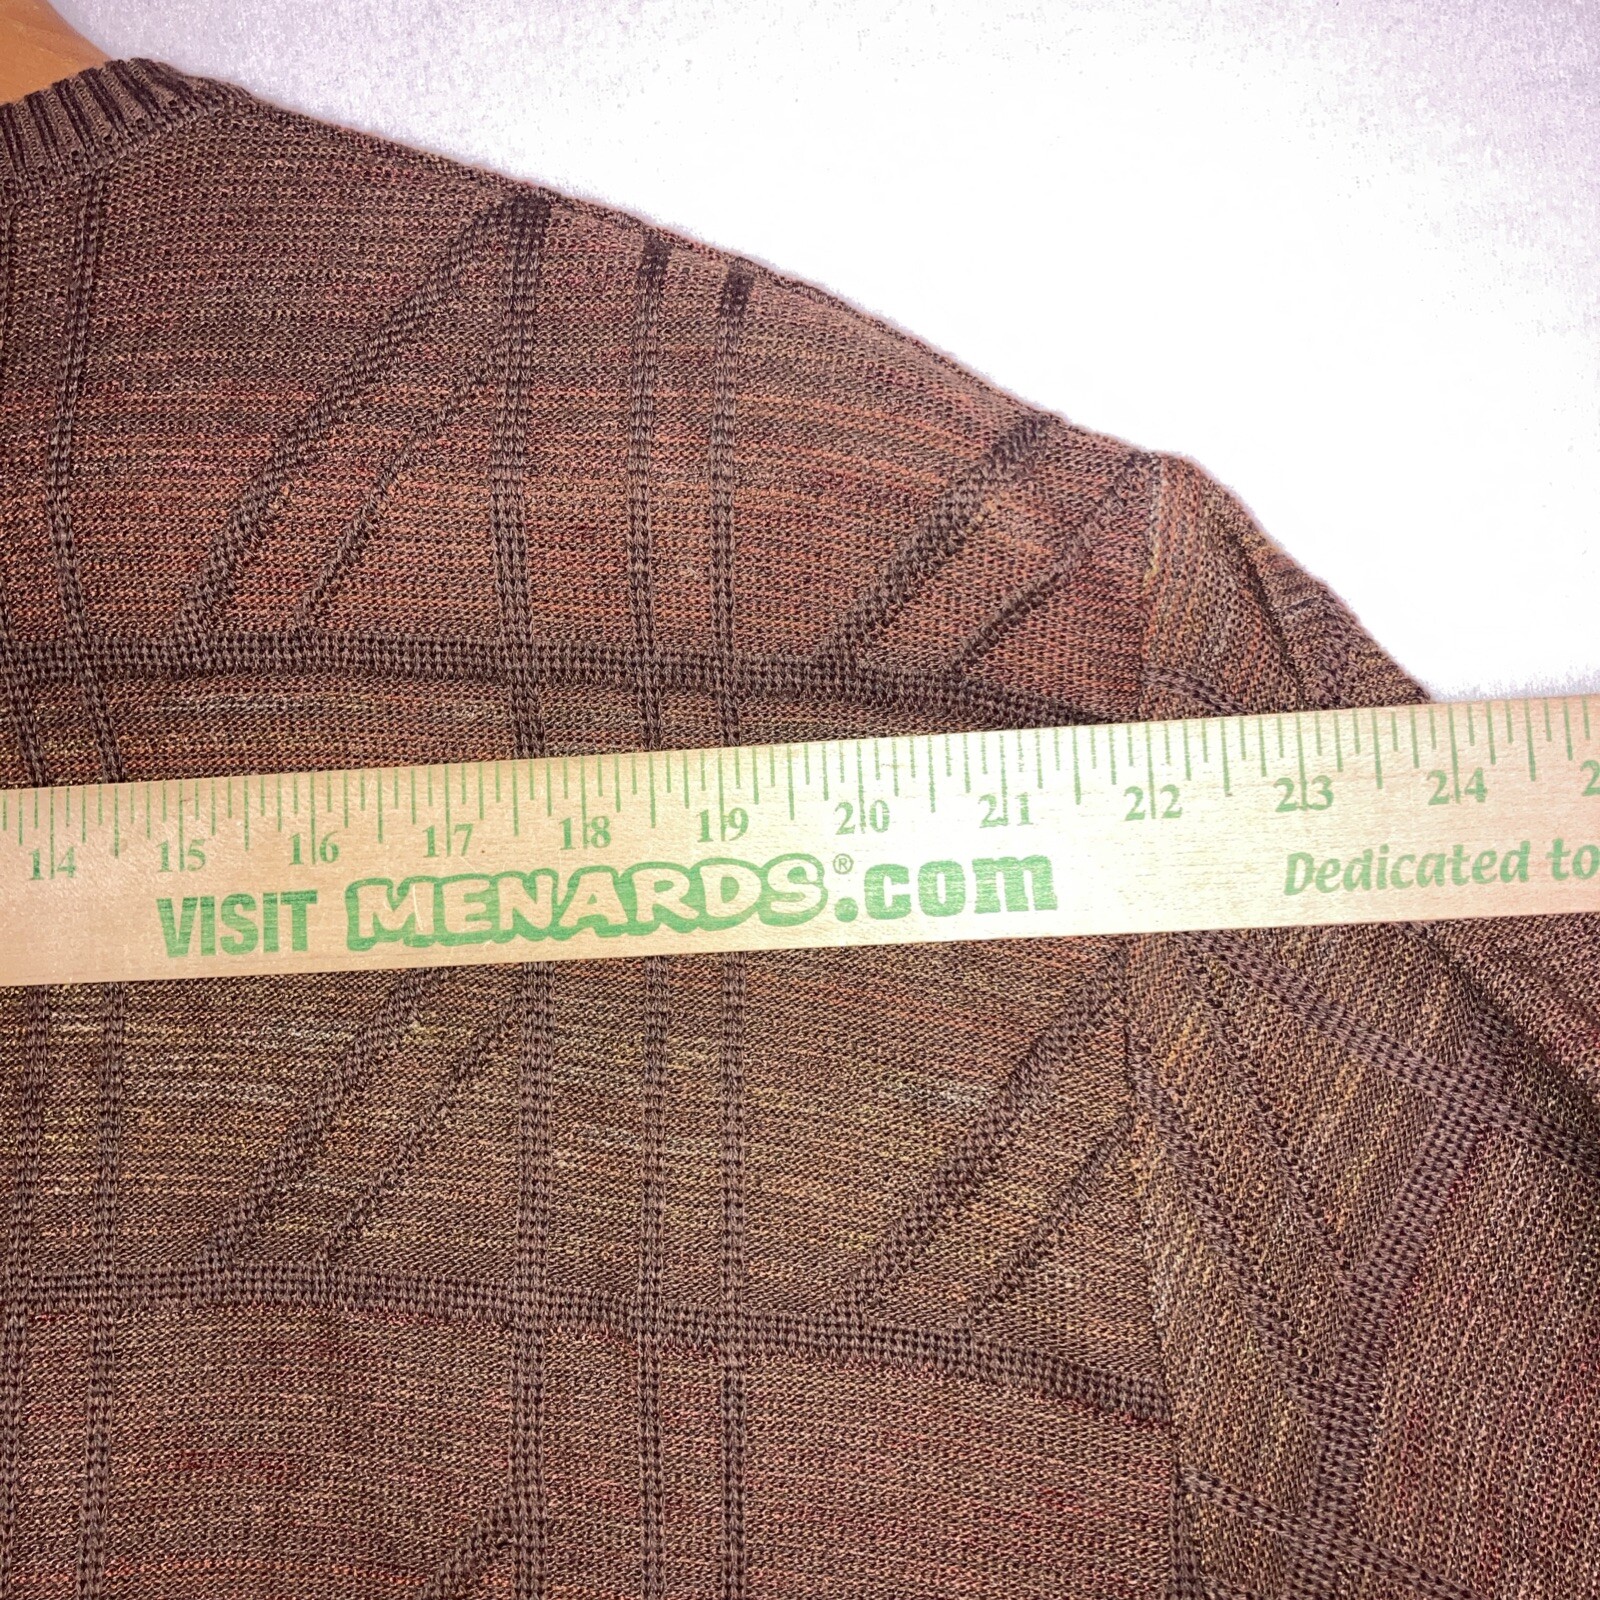 14 15 16 17 18 19 20 21 22 23 24
VISIT MENARDS®.com
Dedicated to